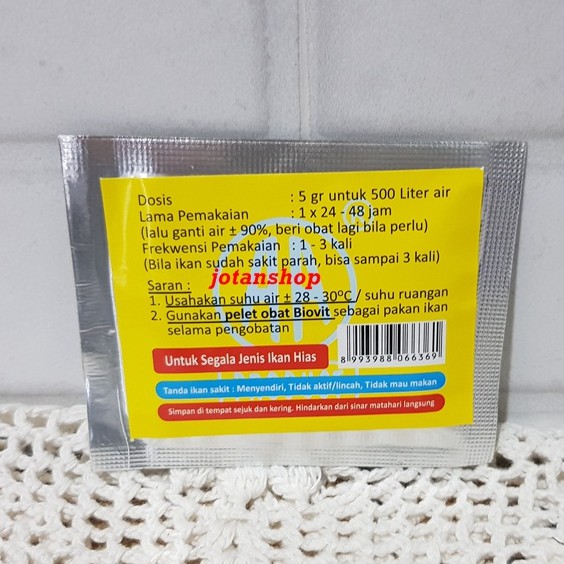 Dosis : 5 gr untuk 500 Liter air
Lama Pemakaian : 1 x 24 - 48 jam
(lalu ganti air ± 90%, beri obat lagi bila perlu)
Frekwensi Pemakaian : 1 - 3 kali
(Bila ikan sudah sakit parah, bisa sampai 3 kali)
jotanshop
Saran :
1. Usahakan suhu air ± 28 - 30ºC / suhu ruangan
2. Gunakan pelet obat Biovit sebagai pakan ikan
selama pengobatan
Untuk Segala Jenis Ikan Hias
8 993988 066369
Tanda ikan sakit : Menyendiri, Tidak aktif/lincah, Tidak mau makan
Simpan di tempat sejuk dan kering. Hindarkan dari sinar matahari langsung